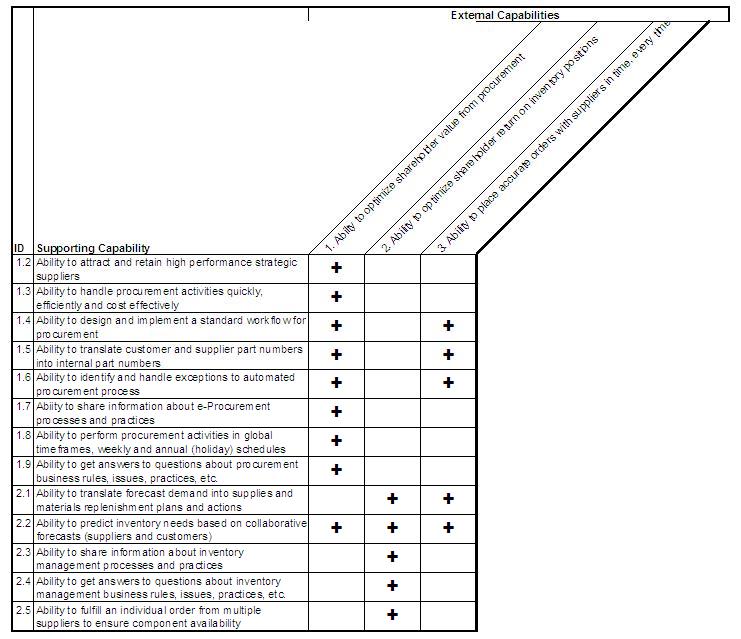 External Capabilities
1. Ability to optimize shareholder value from procurement
2. Ability to optimize shareholder return on inventory positions
3. Ability to place accurate orders with suppliers in time, every time
ID Supporting Capability
1.2 Ability to attract and retain high performance strategic
suppliers
+
1.3 Ability to handle procurement activities quickly,
efficiently and cost effectively
+
1.4 Ability to design and implement a standard workflow for
procurement
+ +
1.5 Ability to translate customer and supplier part numbers
into internal part numbers
+ +
1.6 Ability to identify and handle exceptions to automated
procurement process
+ +
1.7 Abiity to share information about e-Procurement
processes and practices
+
1.8 Ability to perform procurement activities in global
timeframes, weekly and annual (holiday) schedules
+
1.9 Ability to get answers to questions about procurement
business rules, issues, practices, etc.
+
2.1 Ability to translate forecast demand into supplies and
materials replenishment plans and actions
+ +
2.2 Ability to predict inventory needs based on collaborative
forecasts (suppliers and customers)
+ + +
2.3 Ability to share information about inventory
management processes and practices
+
2.4 Ability to get answers to questions about inventory
management business rules, issues, practices, etc.
+
2.5 Ability to fulfill an individual order from multiple
suppliers to ensure component availability
+